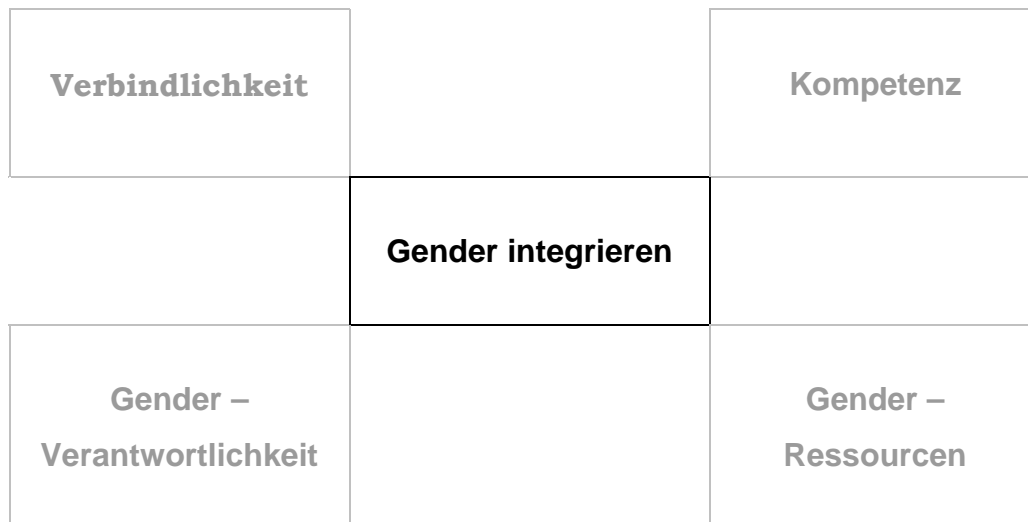 Verbindlichkeit
Kompetenz
Gender integrieren
Gender –
Verantwortlichkeit
Gender –
Ressourcen